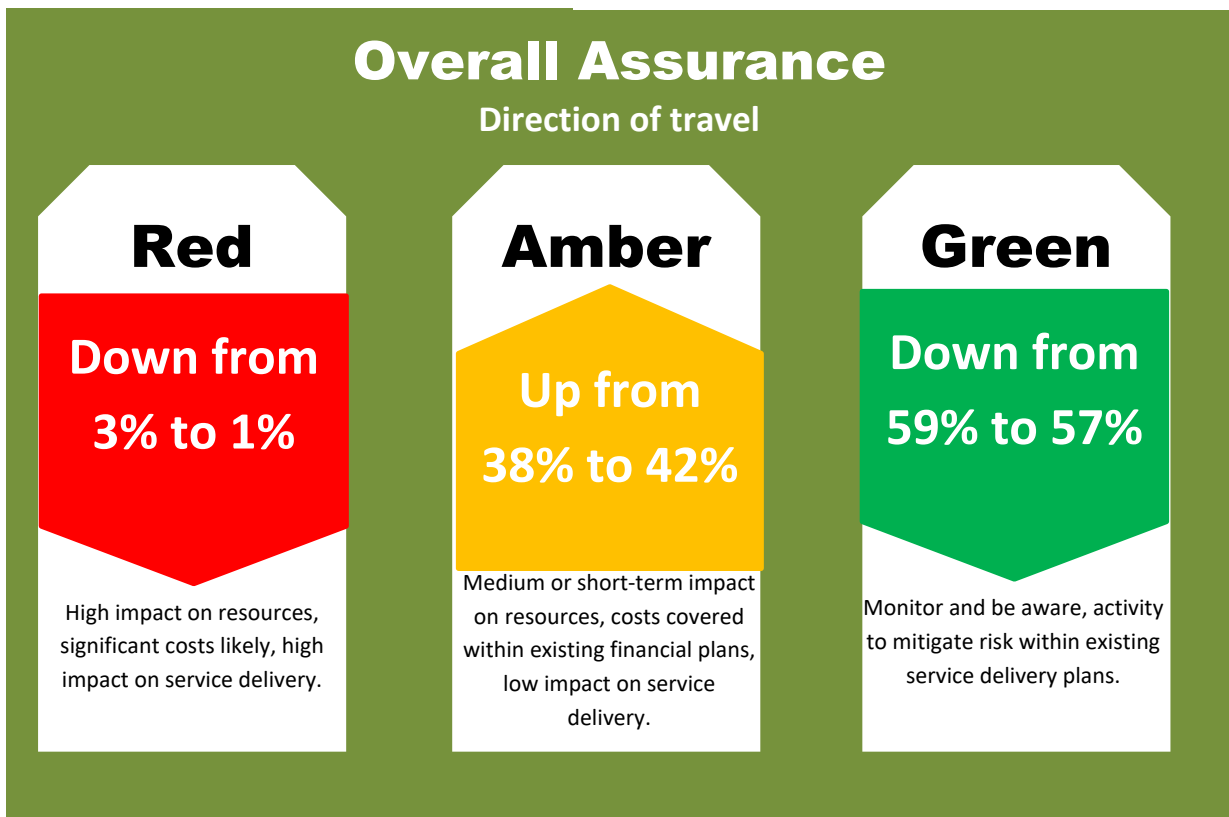 Overall Assurance
Direction of travel
Red
Down from
3% to 1%
High impact on resources,
significant costs likely, high
impact on service delivery.
Amber
Up from
38% to 42%
Medium or short-term impact
on resources, costs covered
within existing financial plans,
low impact on service
delivery.
Green
Down from
59% to 57%
Monitor and be aware, activity
to mitigate risk within existing
service delivery plans.